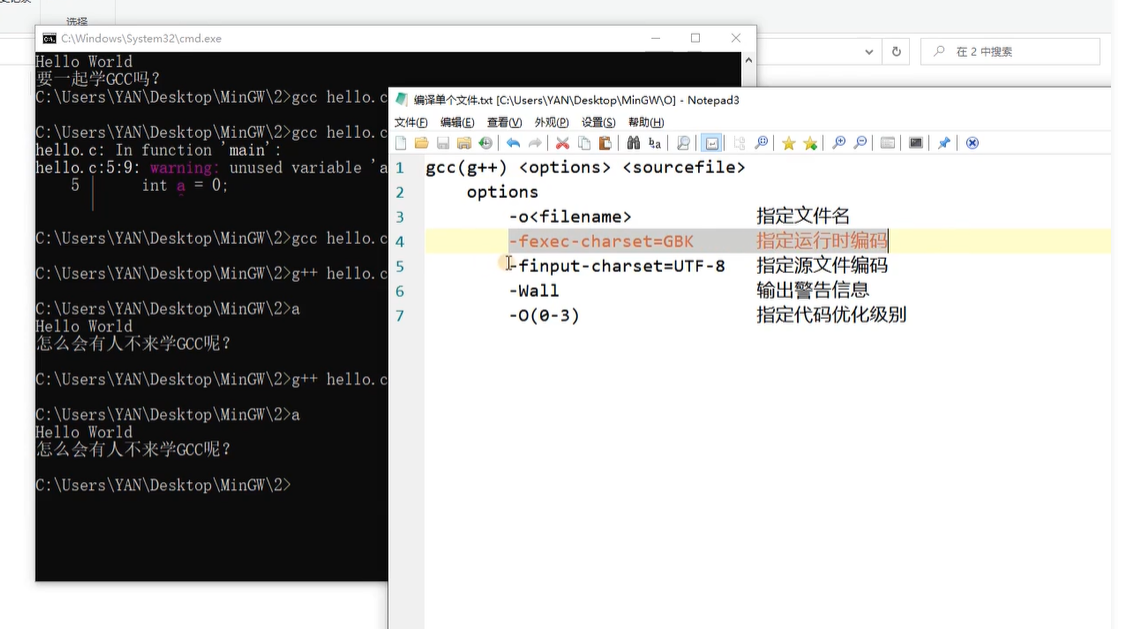 选择
C:\Windows\System32\cmd.exe
在 2 中搜索
Hello World
要一起学GCC吗?
C:\Users\YAN\Desktop\MinGW\2>gcc hello.c
C:\Users\YAN\Desktop\MinGW\2>gcc hello.c
hello.c: In function 'main':
hello.c:5:9: warning: unused variable 'a
5 | int a = 0;
|
C:\Users\YAN\Desktop\MinGW\2>gcc hello.c
C:\Users\YAN\Desktop\MinGW\2>g++ hello.c
C:\Users\YAN\Desktop\MinGW\2>a
Hello World
怎么会有人不来学GCC呢?
C:\Users\YAN\Desktop\MinGW\2>g++ hello.c
C:\Users\YAN\Desktop\MinGW\2>a
Hello World
怎么会有人不来学GCC呢?
C:\Users\YAN\Desktop\MinGW\2>
编译单个文件.txt [C:\Users\YAN\Desktop\MinGW\O] - Notepad3
文件(F) 编辑(E) 查看(V) 外观(P) 设置(S) 帮助(H)
1 gcc(g++) <options> <sourcefile>
2 options
3 -o<filename> 指定文件名
4 -fexec-charset=GBK 指定运行时编码
5 -finput-charset=UTF-8 指定源文件编码
6 -Wall 输出警告信息
7 -O(0-3) 指定代码优化级别